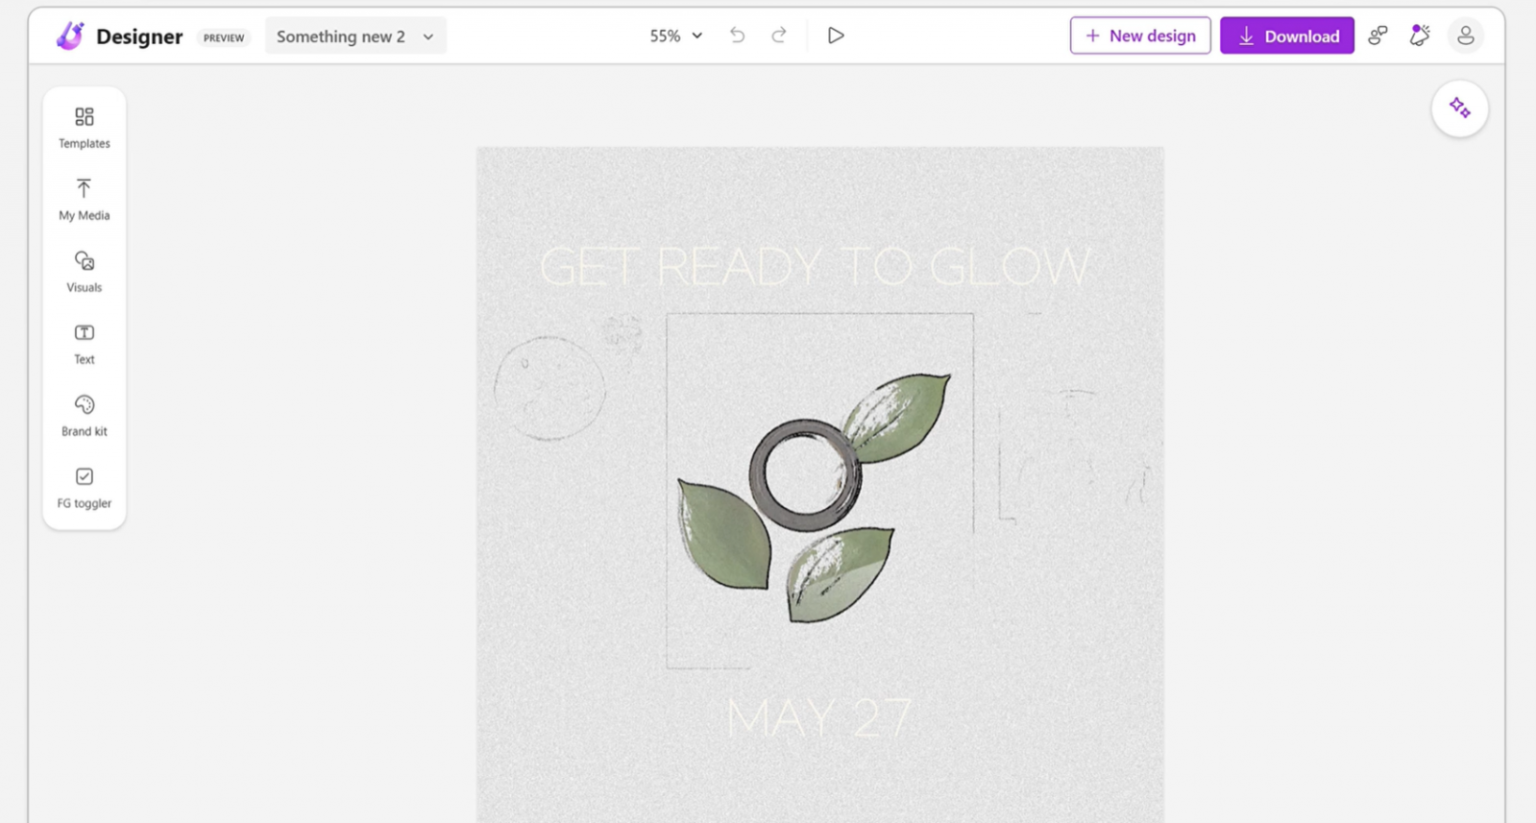 Designer PREVIEW Something new 2 55% New design Download
Templates
My Media
Visuals
Text
Brand kit
FG toggler
GET READY TO GLOW
MAY 27